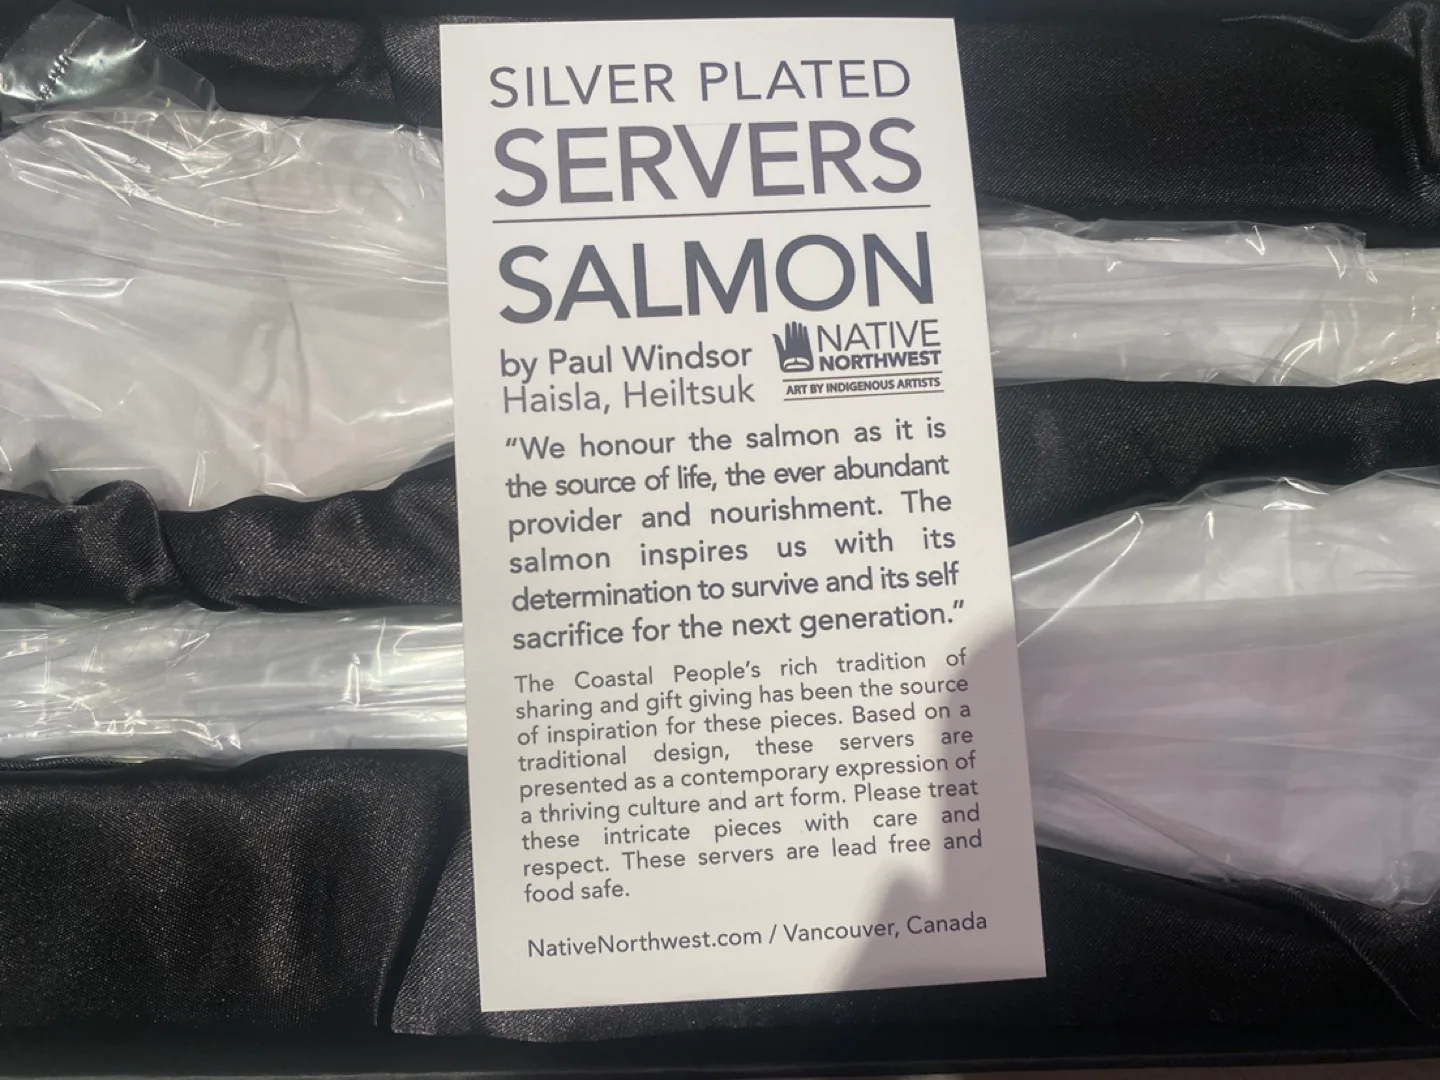 SILVER PLATED
SERVERS
SALMON
by Paul Windsor
Haisla, Heiltsuk
NATIVE
NORTHWEST
ART BY INDIGENOUS ARTISTS
“We honour the salmon as it is
the source of life, the ever abundant
provider and nourishment. The
salmon inspires us with its
determination to survive and its self
sacrifice for the next generation.”
The Coastal People’s rich tradition of
sharing and gift giving has been the source
of inspiration for these pieces. Based on a
traditional design, these servers are
presented as a contemporary expression of
a thriving culture and art form. Please treat
these intricate pieces with care and
respect. These servers are lead free and
food safe.
NativeNorthwest.com / Vancouver, Canada